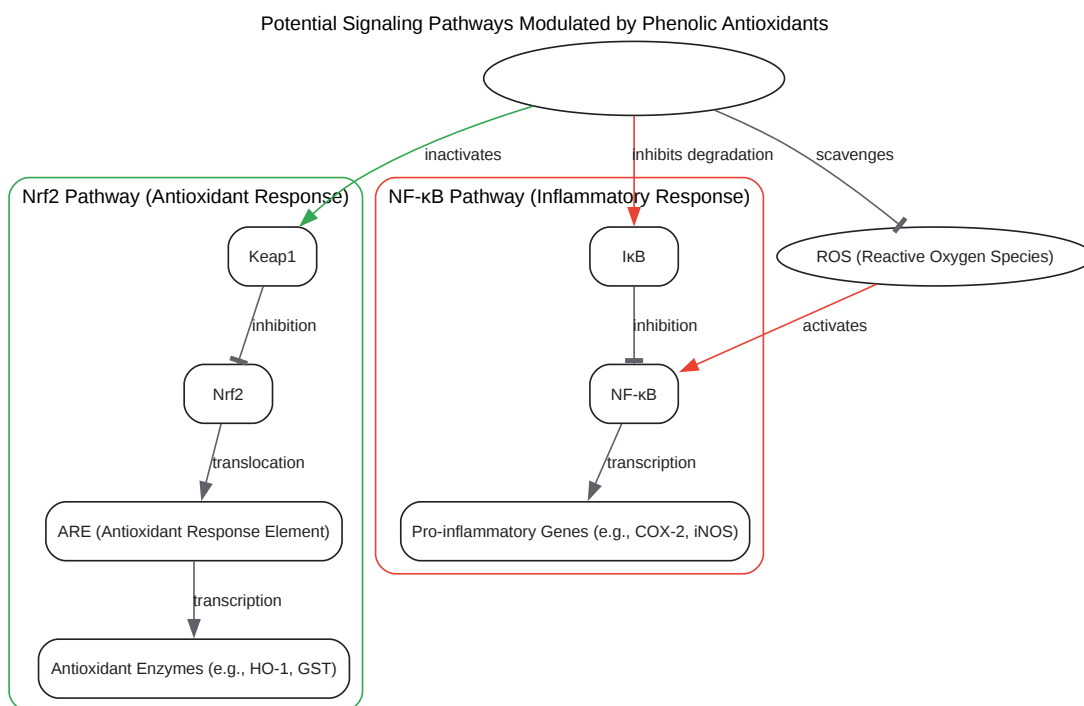 Potential Signaling Pathways Modulated by Phenolic Antioxidants
inactivates
inhibits degradation
scavenges
Nrf2 Pathway (Antioxidant Response)
NF-κB Pathway (Inflammatory Response)
Keap1
IκB
ROS (Reactive Oxygen Species)
inhibition
inhibition
activates
Nrf2
NF-κB
translocation
transcription
ARE (Antioxidant Response Element)
Pro-inflammatory Genes (e.g., COX-2, iNOS)
transcription
Antioxidant Enzymes (e.g., HO-1, GST)